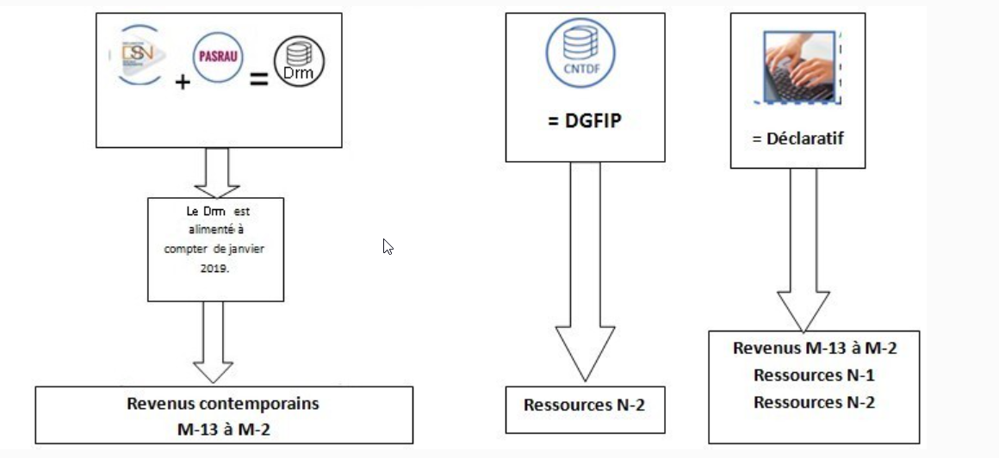 DSN
+
PASRAU
=
Drm
Le Drm est
alimenté à
compter de janvier
2019.
Revenus contemporains
M-13 à M-2
CNTDF
= DGFIP
Ressources N-2
= Déclaratif
Revenus M-13 à M-2
Ressources N-1
Ressources N-2